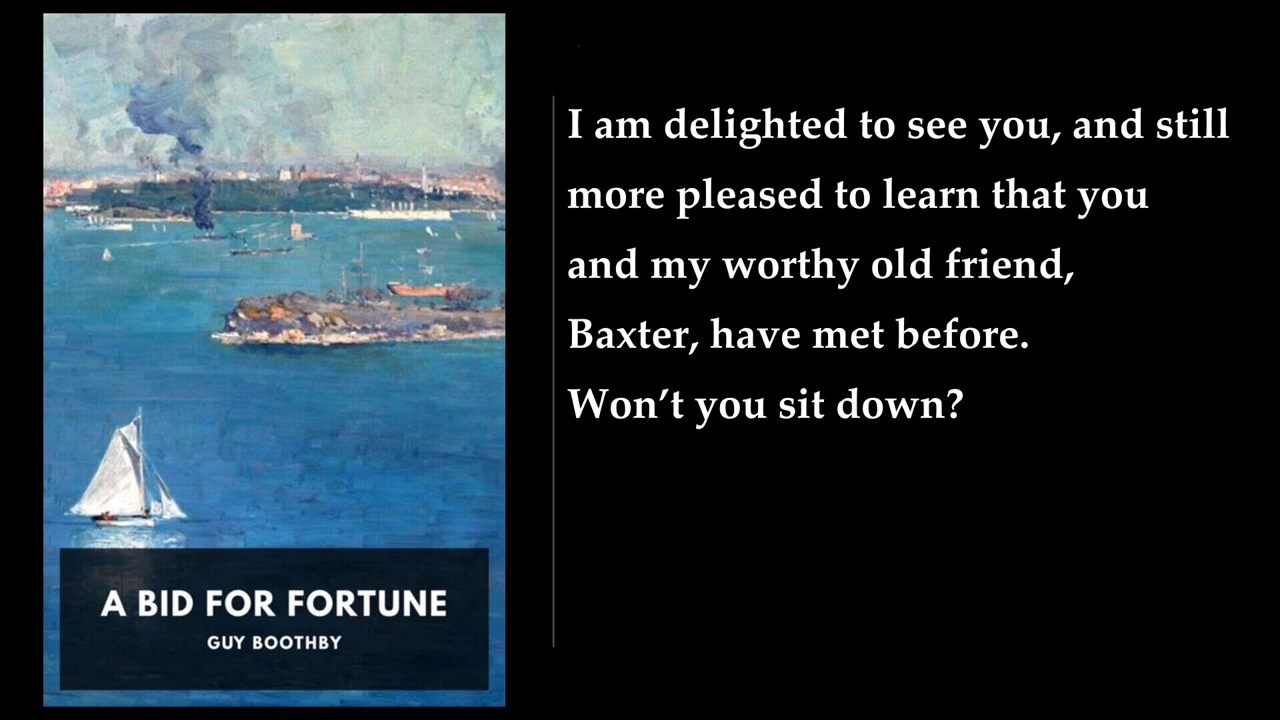 A BID FOR FORTUNE
GUY BOOTHBY
I am delighted to see you, and still
more pleased to learn that you
and my worthy old friend,
Baxter, have met before.
Won’t you sit down?